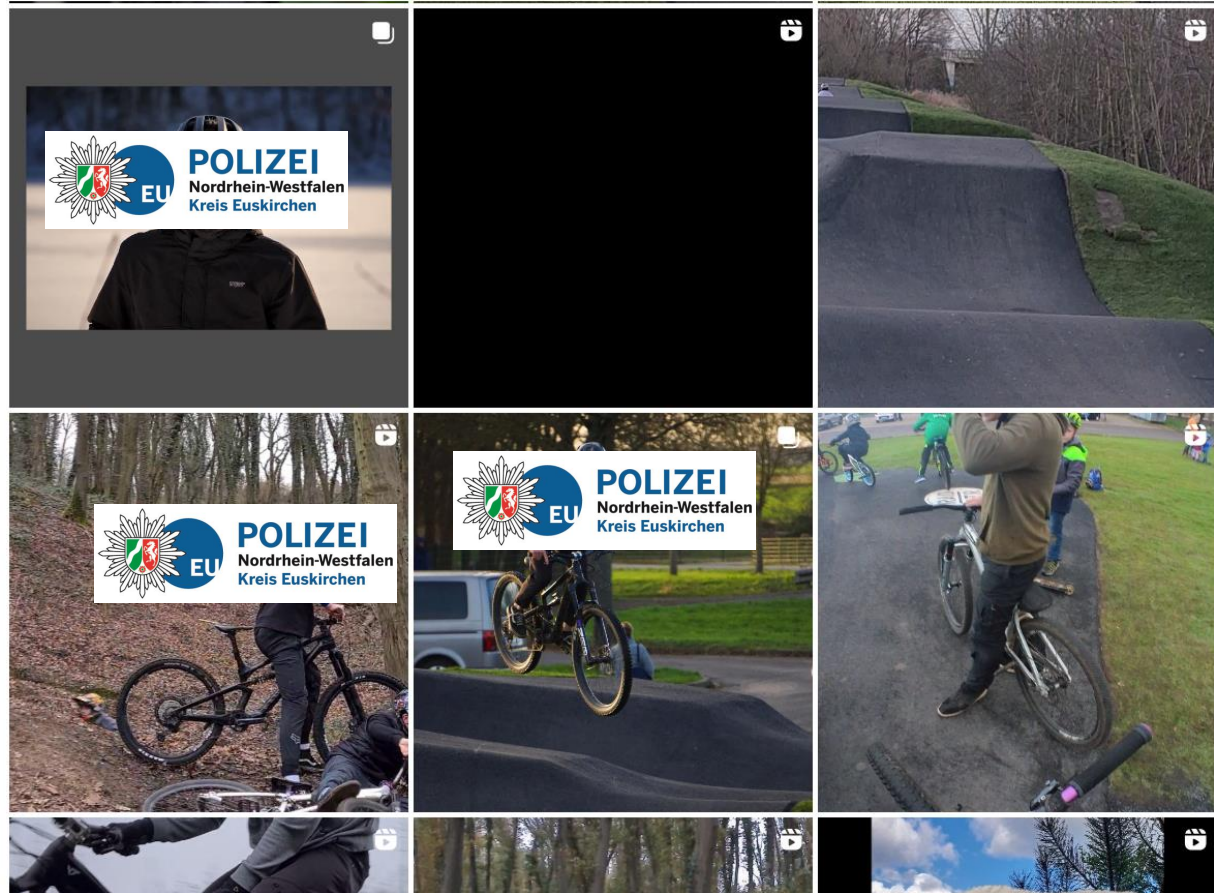 POLIZEI
Nordrhein-Westfalen
Kreis Euskirchen
EU
POLIZEI
Nordrhein-Westfalen
Kreis Euskirchen
EU
POLIZEI
Nordrhein-Westfalen
Kreis Euskirchen
EU